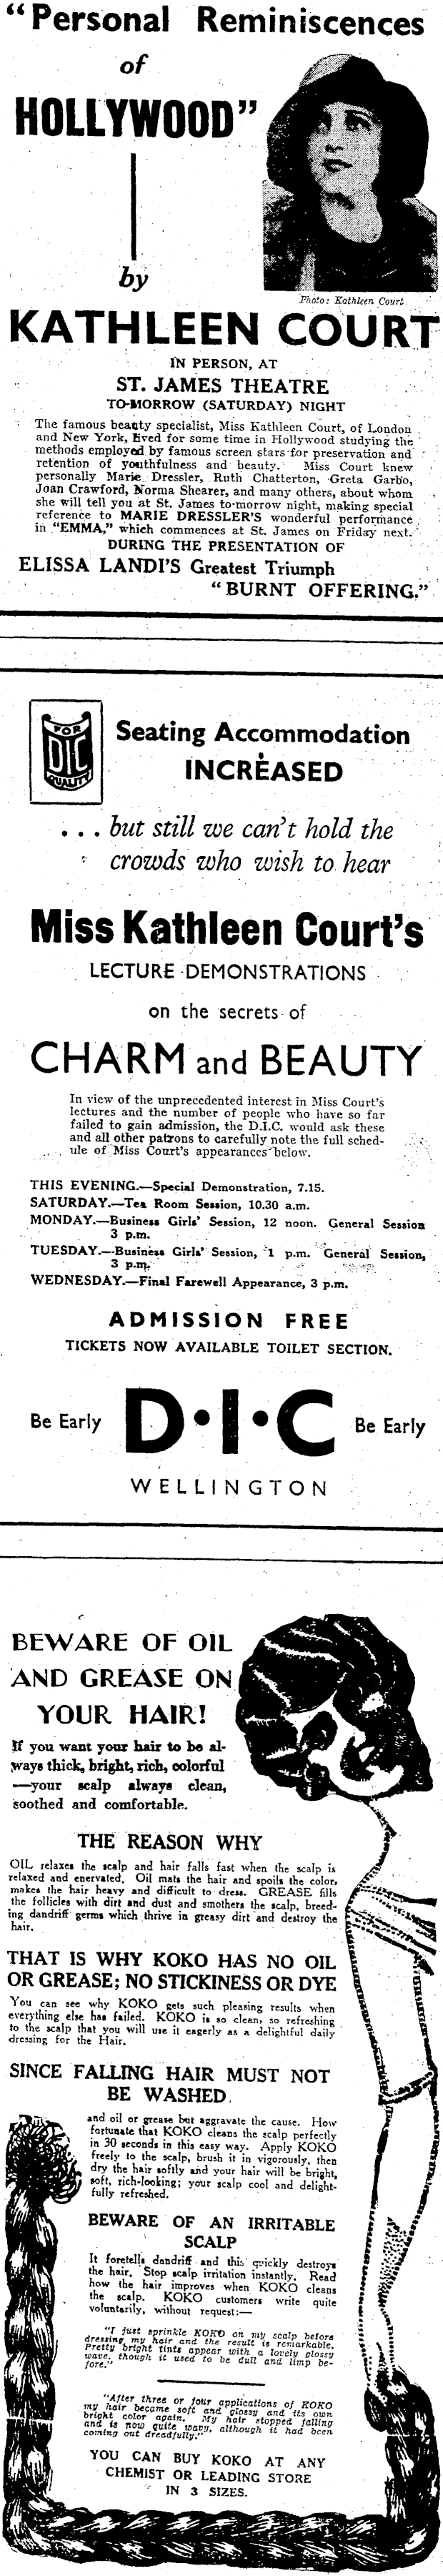 "Personal Reminiscences
of
HOLLYWOOD"
by
Photo: Kathleen Court
KATHLEEN COURT
IN PERSON, AT
ST. JAMES THEATRE
TO-MORROW (SATURDAY) NIGHT
The famous beauty specialist, Miss Kathleen Court, of London
and New York, lived for some time in Hollywood studying the
methods employed by famous screen stars for preservation and
retention of youthfulness and beauty. Miss Court knew
personally Marie Dressler, Ruth Chatterton, Greta Garbo,
Joan Crawford, Norma Shearer, and many others, about whom
she will tell you at St. James to-morrow night, making special
reference to MARIE DRESSLER'S wonderful performance
in "EMMA," which commences at St. James on Friday next.
DURING THE PRESENTATION OF
ELISSA LANDI'S Greatest Triumph
"BURNT OFFERING."
FOR
DIC
QUALITY
Seating Accommodation
INCREASED
... but still we can't hold the
crowds who wish to hear
Miss Kathleen Court's
LECTURE DEMONSTRATIONS
on the secrets of
CHARM and BEAUTY
In view of the unprecedented interest in Miss Court's
lectures and the number of people who have so far
failed to gain admission, the D.I.C. would ask these
and all other patrons to carefully note the full sched-
ule of Miss Court's appearances below.
THIS EVENING.—Special Demonstration, 7.15.
SATURDAY.—Tea Room Session, 10.30 a.m.
MONDAY.—Business Girls' Session, 12 noon. General Session
3 p.m.
TUESDAY.—Business Girls' Session, 1 p.m. General Session,
3 p.m.
WEDNESDAY.—Final Farewell Appearance, 3 p.m.
ADMISSION FREE
TICKETS NOW AVAILABLE TOILET SECTION.
Be Early D·I·C Be Early
WELLINGTON
BEWARE OF OIL
AND GREASE ON
YOUR HAIR!
If you want your hair to be al-
ways thick, bright, rich, colorful
—your scalp always clean,
soothed and comfortable.
THE REASON WHY
OIL relaxes the scalp and hair falls fast when the scalp is
relaxed and enervated. Oil mats the hair and spoils the color,
makes the hair heavy and difficult to dress. GREASE fills
the follicles with dirt and dust and smothers the scalp, breed-
ing dandriff germs which thrive in greasy dirt and destroy the
hair.
THAT IS WHY KOKO HAS NO OIL
OR GREASE; NO STICKINESS OR DYE
You can see why KOKO gets such pleasing results when
everything else has failed. KOKO is so clean, so refreshing
to the scalp that you will use it eagerly as a delightful daily
dressing for the Hair.
SINCE FALLING HAIR MUST NOT
BE WASHED
and oil or grease but aggravate the cause. How
fortunate that KOKO cleans the scalp perfectly
in 30 seconds in this easy way. Apply KOKO
freely to the scalp, brush it in vigorously, then
dry the hair softly and your hair will be bright,
soft, rich-looking; your scalp cool and delight-
fully refreshed.
BEWARE OF AN IRRITABLE
SCALP
It foretells dandriff and this quickly destroys
the hair. Stop scalp irritation instantly. Read
how the hair improves when KOKO cleans
the scalp. KOKO customers write quite
voluntarily, without request:—
"I just sprinkle KOKO on my scalp before
dressing my hair and the result is remarkable.
Pretty bright tints appear with a lovely glossy
wave, though it used to be dull and limp be-
fore."
"After three or four applications of KOKO
my hair became soft and glossy and its own
bright color again. My hair stopped falling
and is now quite wavy, although it had been
coming out dreadfully."
YOU CAN BUY KOKO AT ANY
CHEMIST OR LEADING STORE
IN 3 SIZES.